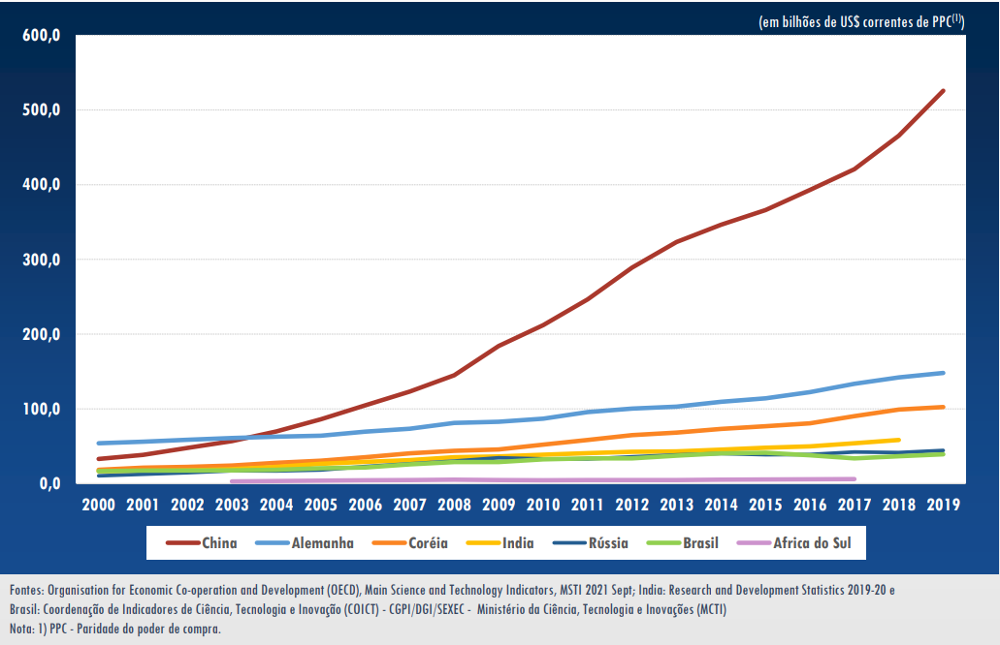 (em bilhões de US$ correntes de PPC(1))
600,0
500,0
400,0
300,0
200,0
100,0
0,0
2000 2001 2002 2003 2004 2005 2006 2007 2008 2009 2010 2011 2012 2013 2014 2015 2016 2017 2018 2019
China Alemanha Coréia India Rússia Brasil Africa do Sul
Fontes: Organisation for Economic Co-operation and Development (OECD), Main Science and Technology Indicators, MSTI 2021 Sept; India: Research and Development Statistics 2019-20 e
Brasil: Coordenação de Indicadores de Ciência, Tecnologia e Inovação (COICT) - CGPI/DGI/SEXEC - Ministério da Ciência, Tecnologia e Inovações (MCTI)
Nota: 1) PPC - Paridade do poder de compra.